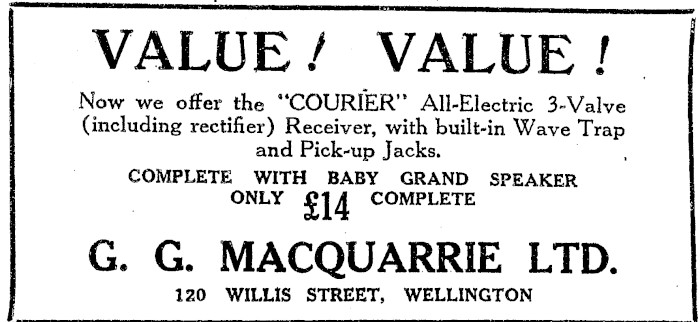 VALUE! VALUE!
Now we offer the "COURIER" All-Electric 3-Valve
(including rectifier) Receiver, with built-in Wave Trap
and Pick-up Jacks.
COMPLETE WITH BABY GRAND SPEAKER
ONLY £14 COMPLETE
G. G. MACQUARRIE LTD.
120 WILLIS STREET, WELLINGTON